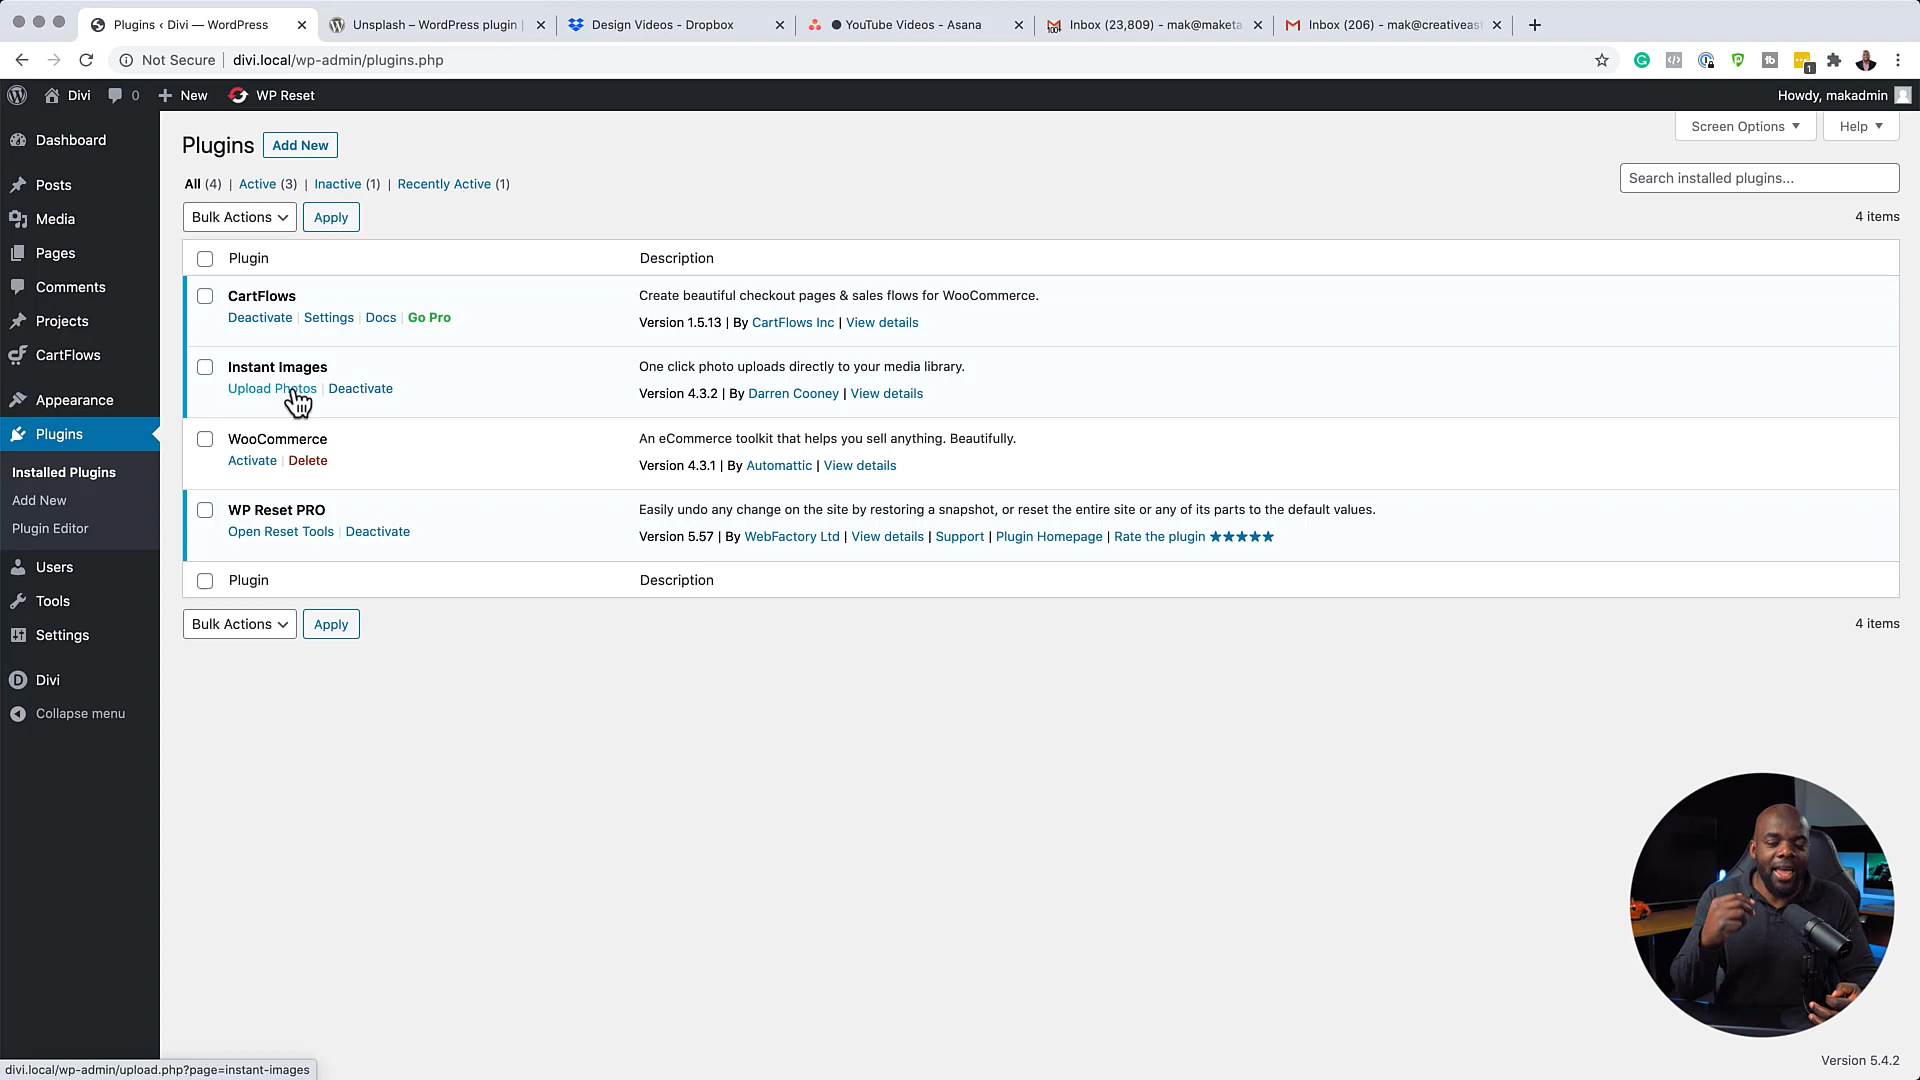 Plugins ‹ Divi — WordPress
Unsplash – WordPress plugin |
Design Videos - Dropbox
YouTube Videos - Asana
Inbox (23,809) - mak@maketa
Inbox (206) - mak@creativeast
Not Secure
divi.local/wp-admin/plugins.php
Divi
0
New
WP Reset
Howdy, makadmin
Dashboard
Posts
Media
Pages
Comments
Projects
CartFlows
Appearance
Plugins
Installed Plugins
Add New
Plugin Editor
Users
Tools
Settings
Divi
Collapse menu
Screen Options
Help
Plugins
Add New
All (4) | Active (3) | Inactive (1) | Recently Active (1)
Search installed plugins...
Bulk Actions
Apply
4 items
Plugin
Description
CartFlows
Deactivate | Settings | Docs | Go Pro
Create beautiful checkout pages & sales flows for WooCommerce.
Version 1.5.13 | By CartFlows Inc | View details
Instant Images
Upload Photos | Deactivate
One click photo uploads directly to your media library.
Version 4.3.2 | By Darren Cooney | View details
WooCommerce
Activate | Delete
An eCommerce toolkit that helps you sell anything. Beautifully.
Version 4.3.1 | By Automattic | View details
WP Reset PRO
Open Reset Tools | Deactivate
Easily undo any change on the site by restoring a snapshot, or reset the entire site or any of its parts to the default values.
Version 5.57 | By WebFactory Ltd | View details | Support | Plugin Homepage | Rate the plugin ★★★★★
Plugin
Description
Bulk Actions
Apply
4 items
Version 5.4.2
divi.local/wp-admin/upload.php?page=instant-images